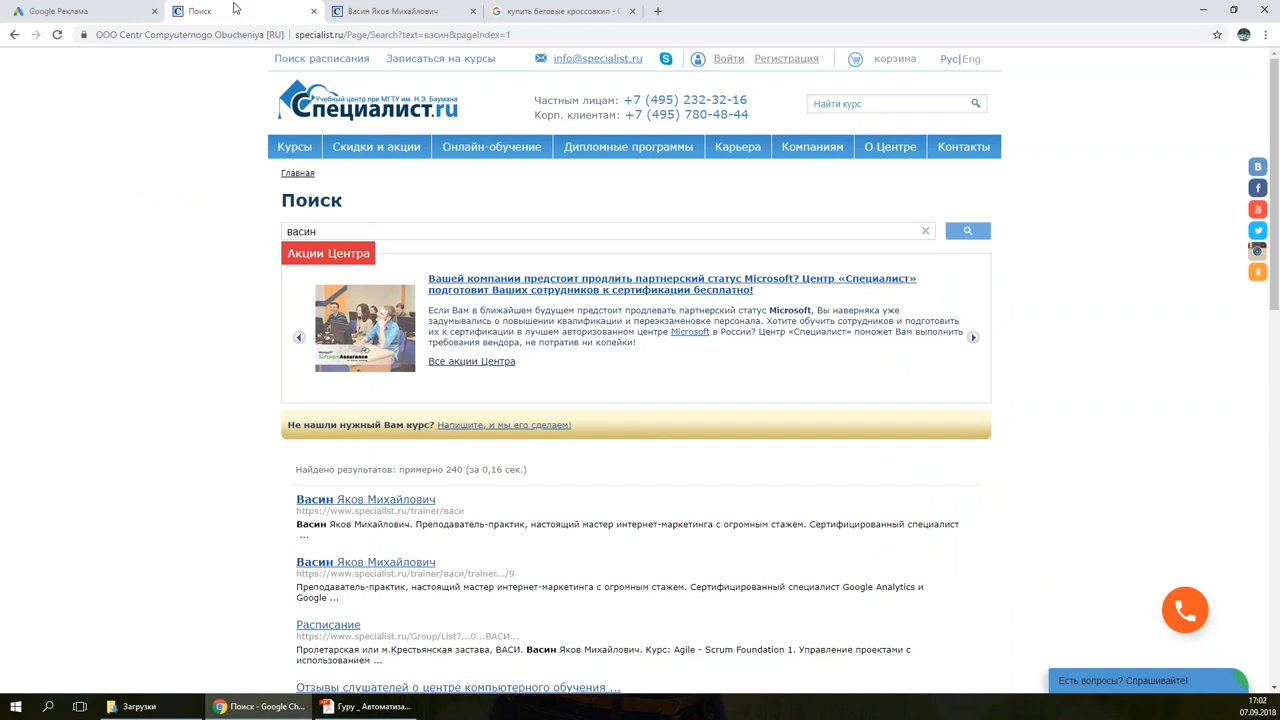 Google Реклама
Поиск
Васин Яков Михайлович
купить беговые кроссовкип - G
OOO Centr Compyuternogo Obucheniya [RU]
specialist.ru/Page/Search?text=васин&pageIndex=1
Поиск расписания
Записаться на курсы
info@specialist.ru
Войти
Регистрация
корзина
Рус|Eng
Учебный центр при МГТУ им. Н.Э. Баумана
Специалист.ru
Частным лицам: +7 (495) 232-32-16
Корп. клиентам: +7 (495) 780-48-44
Найти курс
Курсы
Скидки и акции
Онлайн-обучение
Дипломные программы
Карьера
Компаниям
О Центре
Контакты
Главная
Поиск
васин
Акции Центра
Вашей компании предстоит продлить партнерский статус Microsoft? Центр «Специалист»
подготовит Ваших сотрудников к сертификации бесплатно!
Если Вам в ближайшем будущем предстоит продлевать партнерский статус Microsoft, Вы наверняка уже
задумывались о повышении квалификации и переэкзаменовке персонала. Хотите обучить сотрудников и подготовить
их к сертификации в лучшем авторизованном центре Microsoft в России? Центр «Специалист» поможет Вам выполнить
требования вендора, не потратив ни копейки!
Все акции Центра
Не нашли нужный Вам курс? Напишите, и мы его сделаем!
Найдено результатов: примерно 240 (за 0,16 сек.)
Васин Яков Михайлович
https://www.specialist.ru/trainer/васи
Васин Яков Михайлович. Преподаватель-практик, настоящий мастер интернет-маркетинга с огромным стажем. Сертифицированный специалист
...
Васин Яков Михайлович
https://www.specialist.ru/trainer/васи/trainer.../9
Преподаватель-практик, настоящий мастер интернет-маркетинга с огромным стажем. Сертифицированный специалист Google Analytics и
Google ...
Расписание
https://www.specialist.ru/Group/List?...0...ВАСИ...
Пролетарская или м.Крестьянская застава, ВАСИ. Васин Яков Михайлович. Курс: Agile - Scrum Foundation 1. Управление проектами с
использованием ...
Отзывы слушателей о центре компьютерного обучения ...
Есть вопросы? Спрашивайте!
Загрузки
Поиск - Google Ch...
Гуру _ Автоматиза...
17:02
07.09.2018